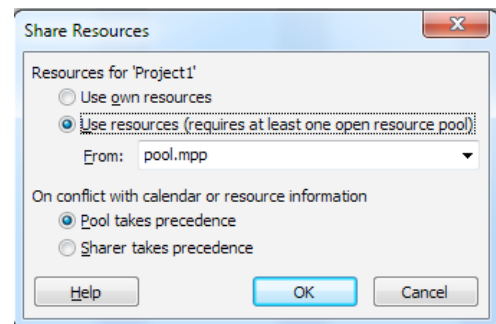 Share Resources
Resources for 'Project1'
Use own resources
Use resources (requires at least one open resource pool)
From: pool.mpp
On conflict with calendar or resource information
Pool takes precedence
Sharer takes precedence
Help OK Cancel